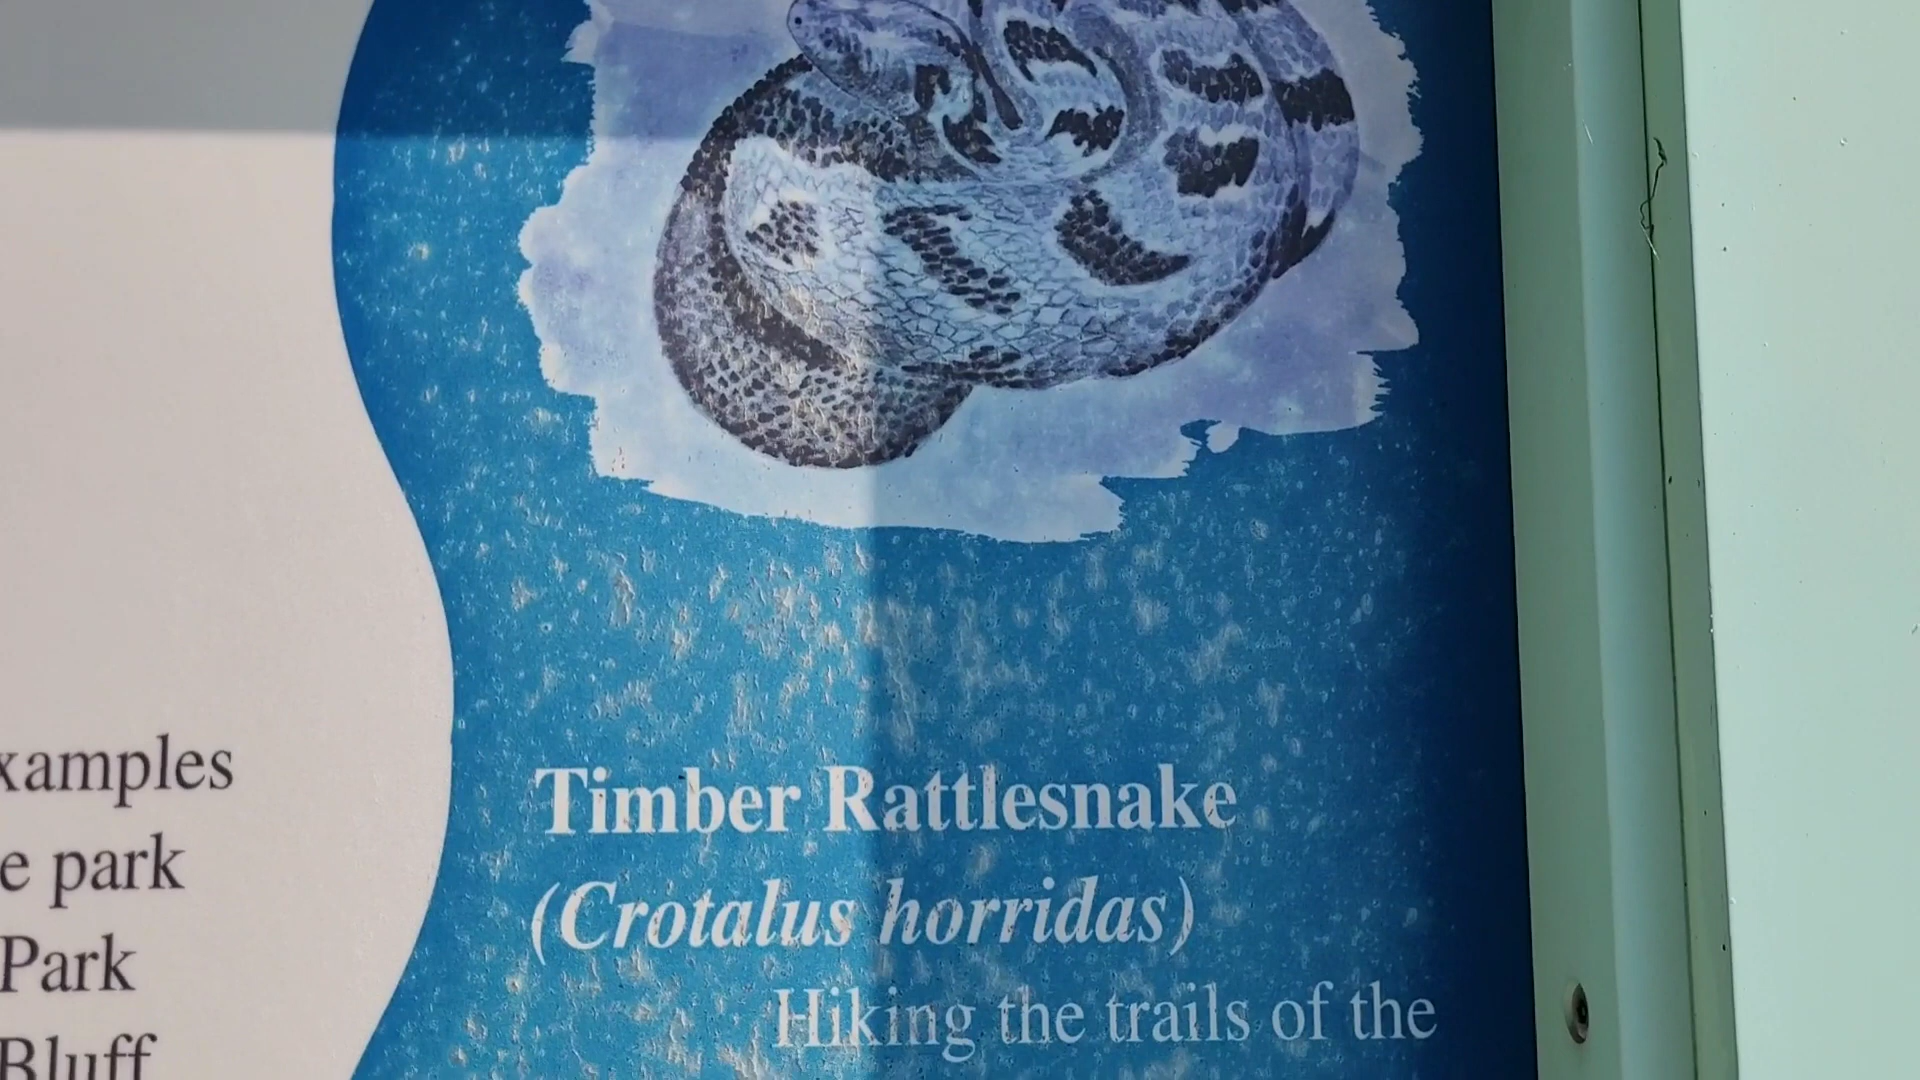 xamples
e park
Park
Bluff
Timber Rattlesnake
(Crotalus horridas)
Hiking the trails of the